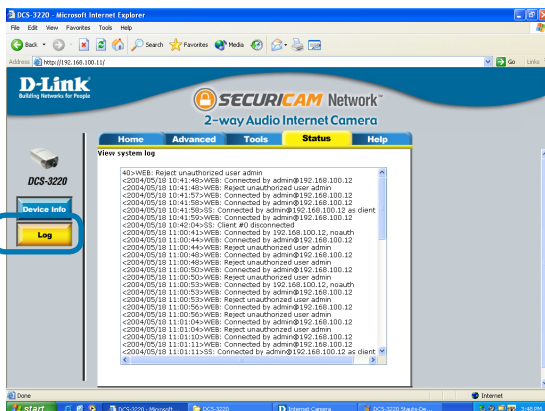 DCS-3220 - Microsoft Internet Explorer
File Edit View Favorites Tools Help
Back Search Favorites Media
Address http://192.168.100.11/ Go Links
D-Link
Building Networks for People
SECURICAM Network™
2-way Audio Internet Camera
Home Advanced Tools Status Help
DCS-3220
Device Info
Log
View system log
40>WEB: Reject unauthorized user admin
<2004/05/18 10:41:48>WEB: Connected by admin@192.168.100.12
<2004/05/18 10:41:48>WEB: Reject unauthorized user admin
<2004/05/18 10:41:57>WEB: Connected by admin@192.168.100.12
<2004/05/18 10:41:58>WEB: Connected by admin@192.168.100.12
<2004/05/18 10:41:58>SS: Connected by admin@192.168.100.12 as client
<2004/05/18 10:41:59>WEB: Connected by admin@192.168.100.12
<2004/05/18 10:42:04>SS: Client #0 disconnected
<2004/05/18 11:00:41>WEB: Connected by 192.168.100.12, noauth
<2004/05/18 11:00:44>WEB: Connected by admin@192.168.100.12
<2004/05/18 11:00:44>WEB: Reject unauthorized user admin
<2004/05/18 11:00:48>WEB: Connected by admin@192.168.100.12
<2004/05/18 11:00:48>WEB: Reject unauthorized user admin
<2004/05/18 11:00:50>WEB: Connected by admin@192.168.100.12
<2004/05/18 11:00:50>WEB: Reject unauthorized user admin
<2004/05/18 11:00:53>WEB: Connected by 192.168.100.12, noauth
<2004/05/18 11:00:53>WEB: Connected by admin@192.168.100.12
<2004/05/18 11:00:53>WEB: Reject unauthorized user admin
<2004/05/18 11:00:56>WEB: Connected by admin@192.168.100.12
<2004/05/18 11:00:56>WEB: Reject unauthorized user admin
<2004/05/18 11:01:04>WEB: Connected by admin@192.168.100.12
<2004/05/18 11:01:04>WEB: Reject unauthorized user admin
<2004/05/18 11:01:10>WEB: Connected by admin@192.168.100.12
<2004/05/18 11:01:11>WEB: Connected by admin@192.168.100.12
<2004/05/18 11:01:11>SS: Connected by admin@192.168.100.12 as client
Done Internet
start DCS-3220 - Microsoft... DCS-3220 Internet Camera DCS-3220 Stauts-De... 3:48 PM